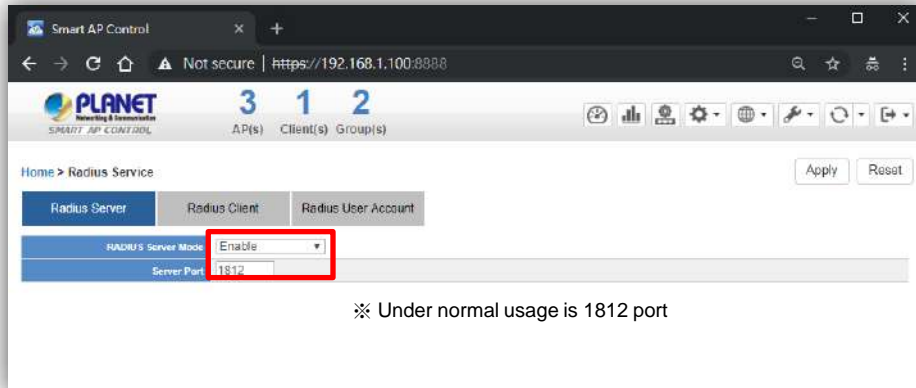 Smart AP Control
Not secure | https://192.168.1.100:8888
PLANET
Networking & Communication
SMART AP CONTROL
3 1 2
AP(s) Client(s) Group(s)
Home > Radius Service
Apply Reset
Radius Server Radius Client Radius User Account
RADIUS Server Mode Enable
Server Port 1812
※ Under normal usage is 1812 port